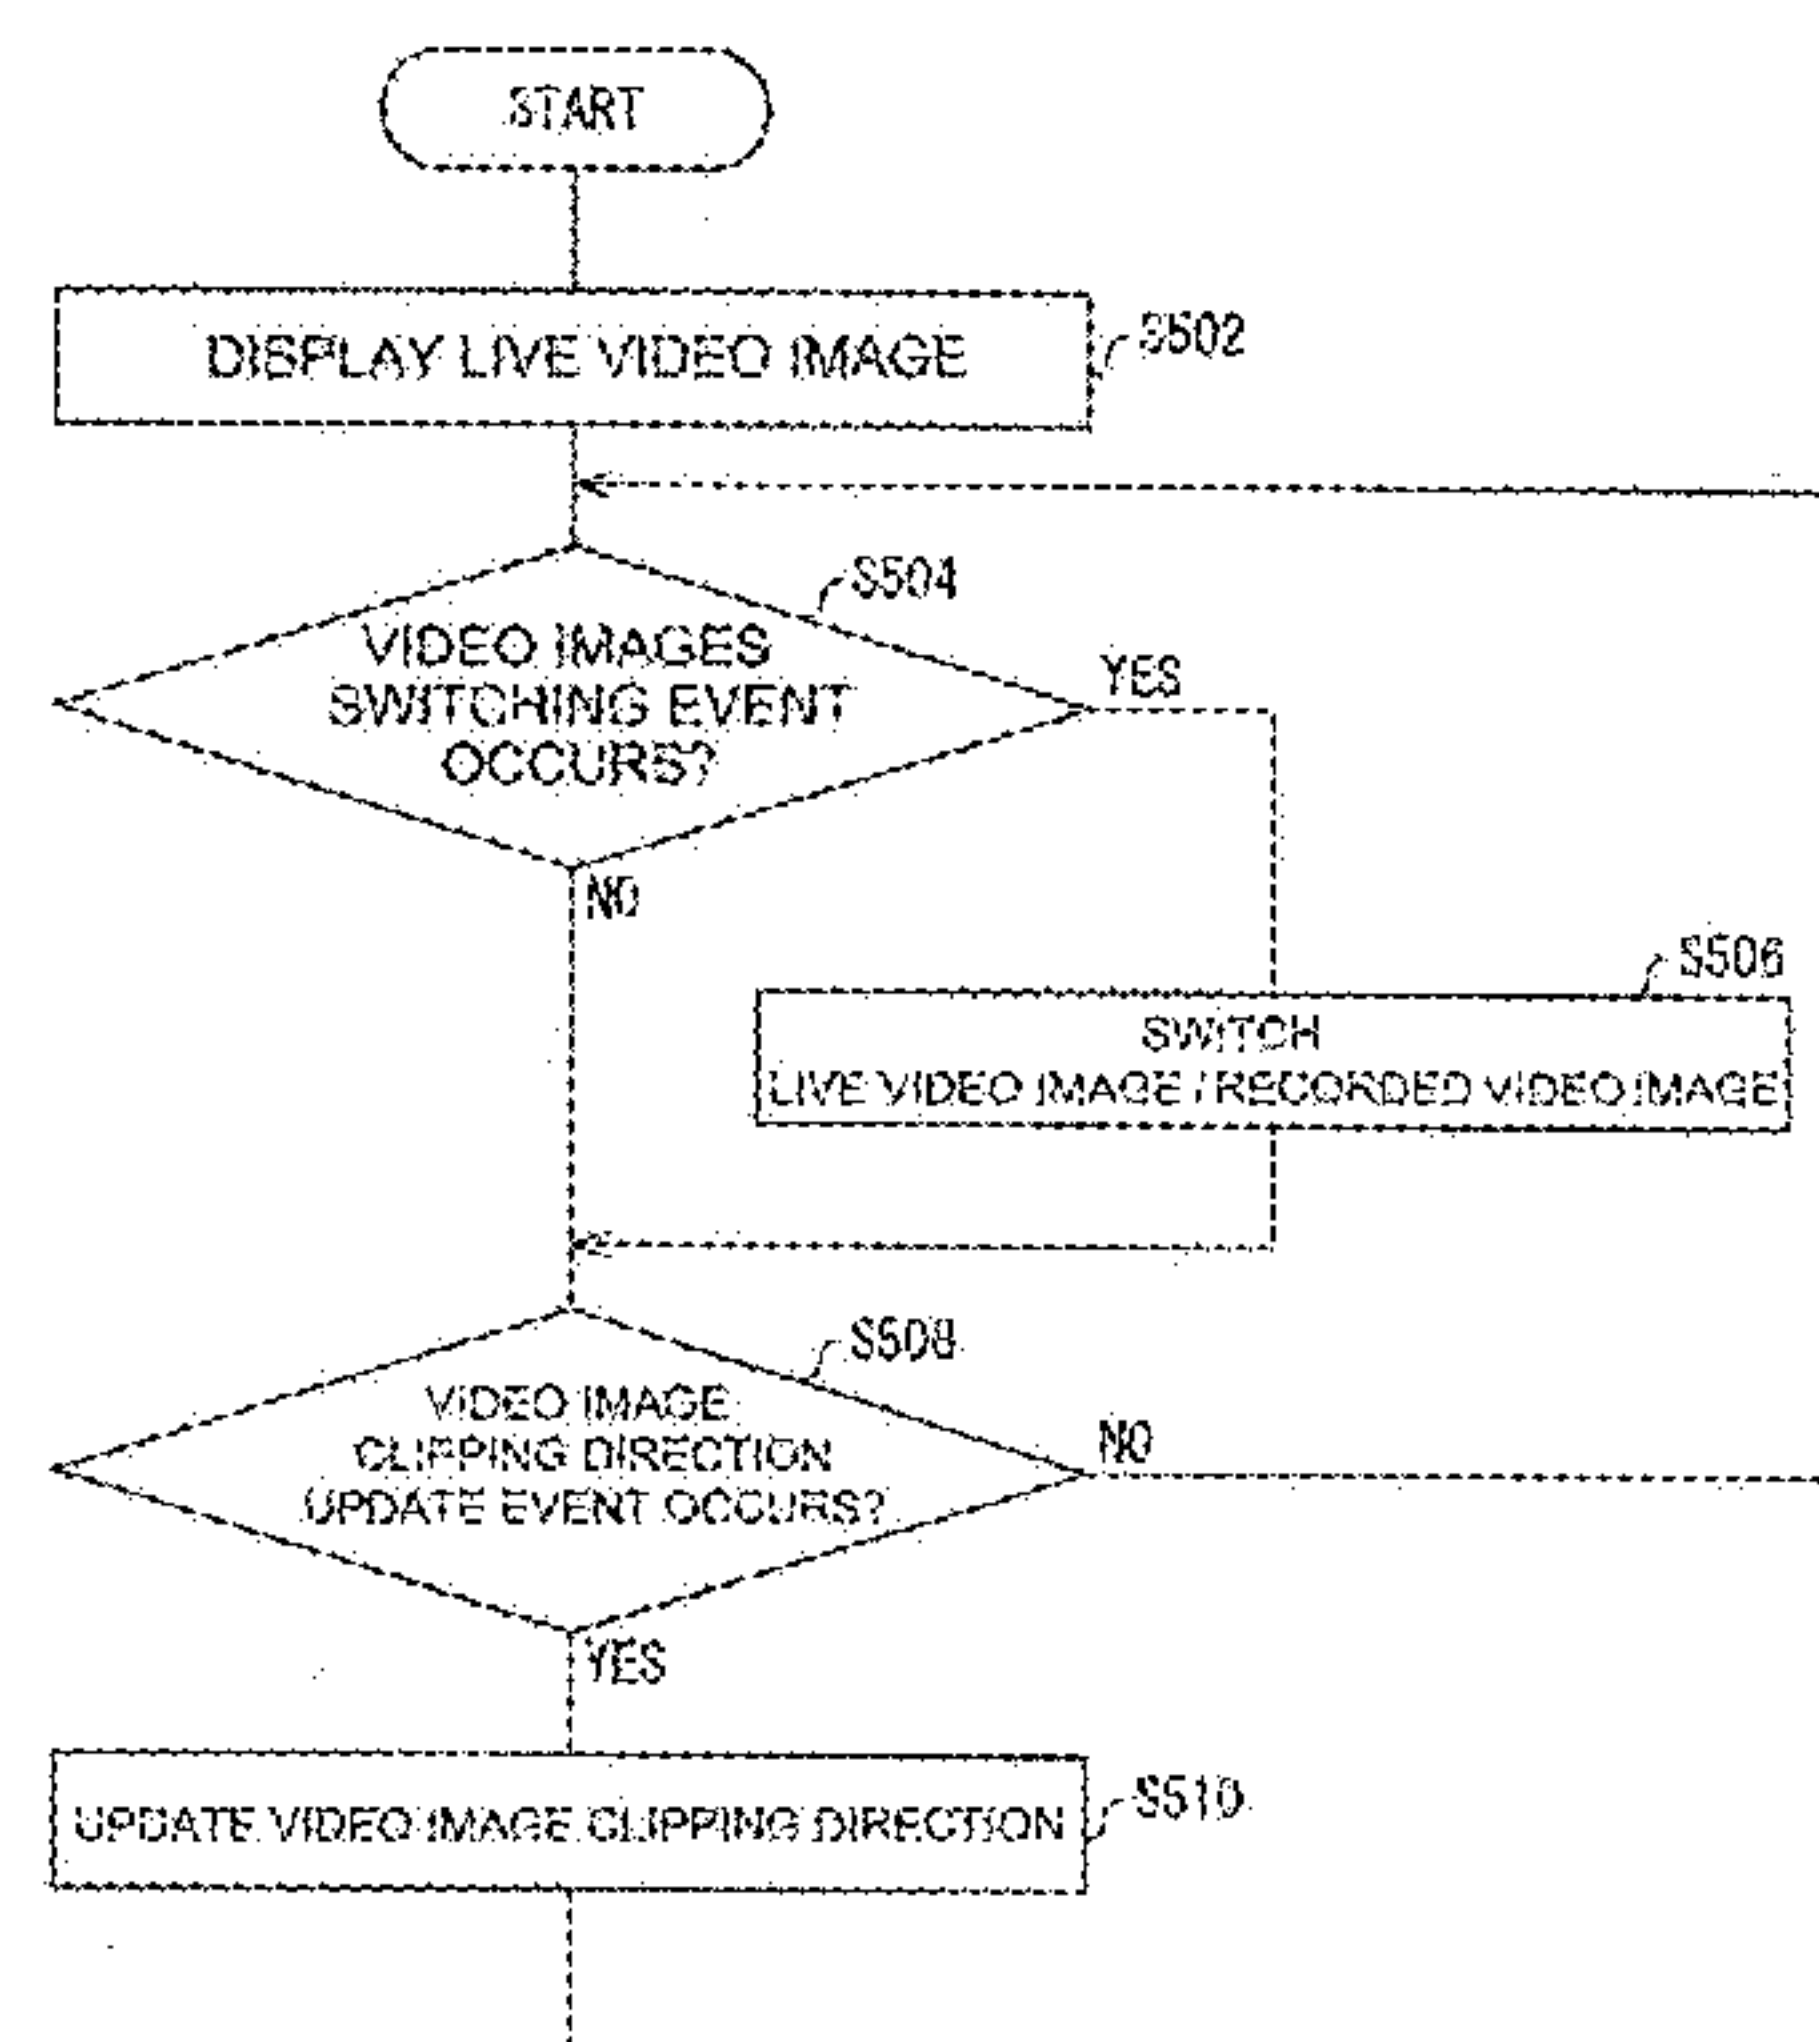 START
DISPLAY LIVE VIDEO IMAGE
S502
S504
VIDEO IMAGES
SWITCHING EVENT
OCCURS?
YES
NO
S506
SWITCH
LIVE VIDEO IMAGE / RECORDED VIDEO IMAGE
S508
VIDEO IMAGE
CLIPPING DIRECTION
UPDATE EVENT OCCURS?
NO
YES
UPDATE VIDEO IMAGE CLIPPING DIRECTION
S510